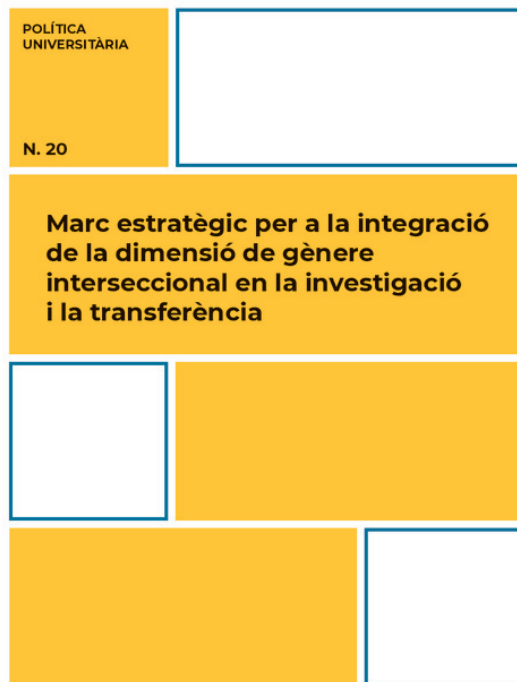 POLÍTICA
UNIVERSITÀRIA
N. 20
Marc estratègic per a la integració
de la dimensió de gènere
interseccional en la investigació
i la transferència